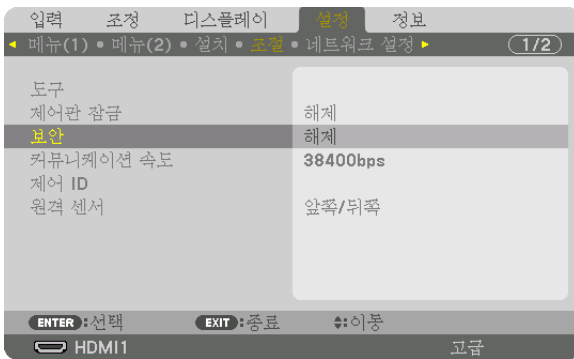 입력 조정 디스플레이 설정 정보
메뉴(1) • 메뉴(2) • 설치 • 조절 • 네트워크 설정 (1/2)
도구
제어판 잠금 해제
보안 해제
커뮤니케이션 속도 38400bps
제어 ID
원격 센서 앞쪽/뒤쪽
ENTER :선택 EXIT :종료 :이동
HDMI1 고급